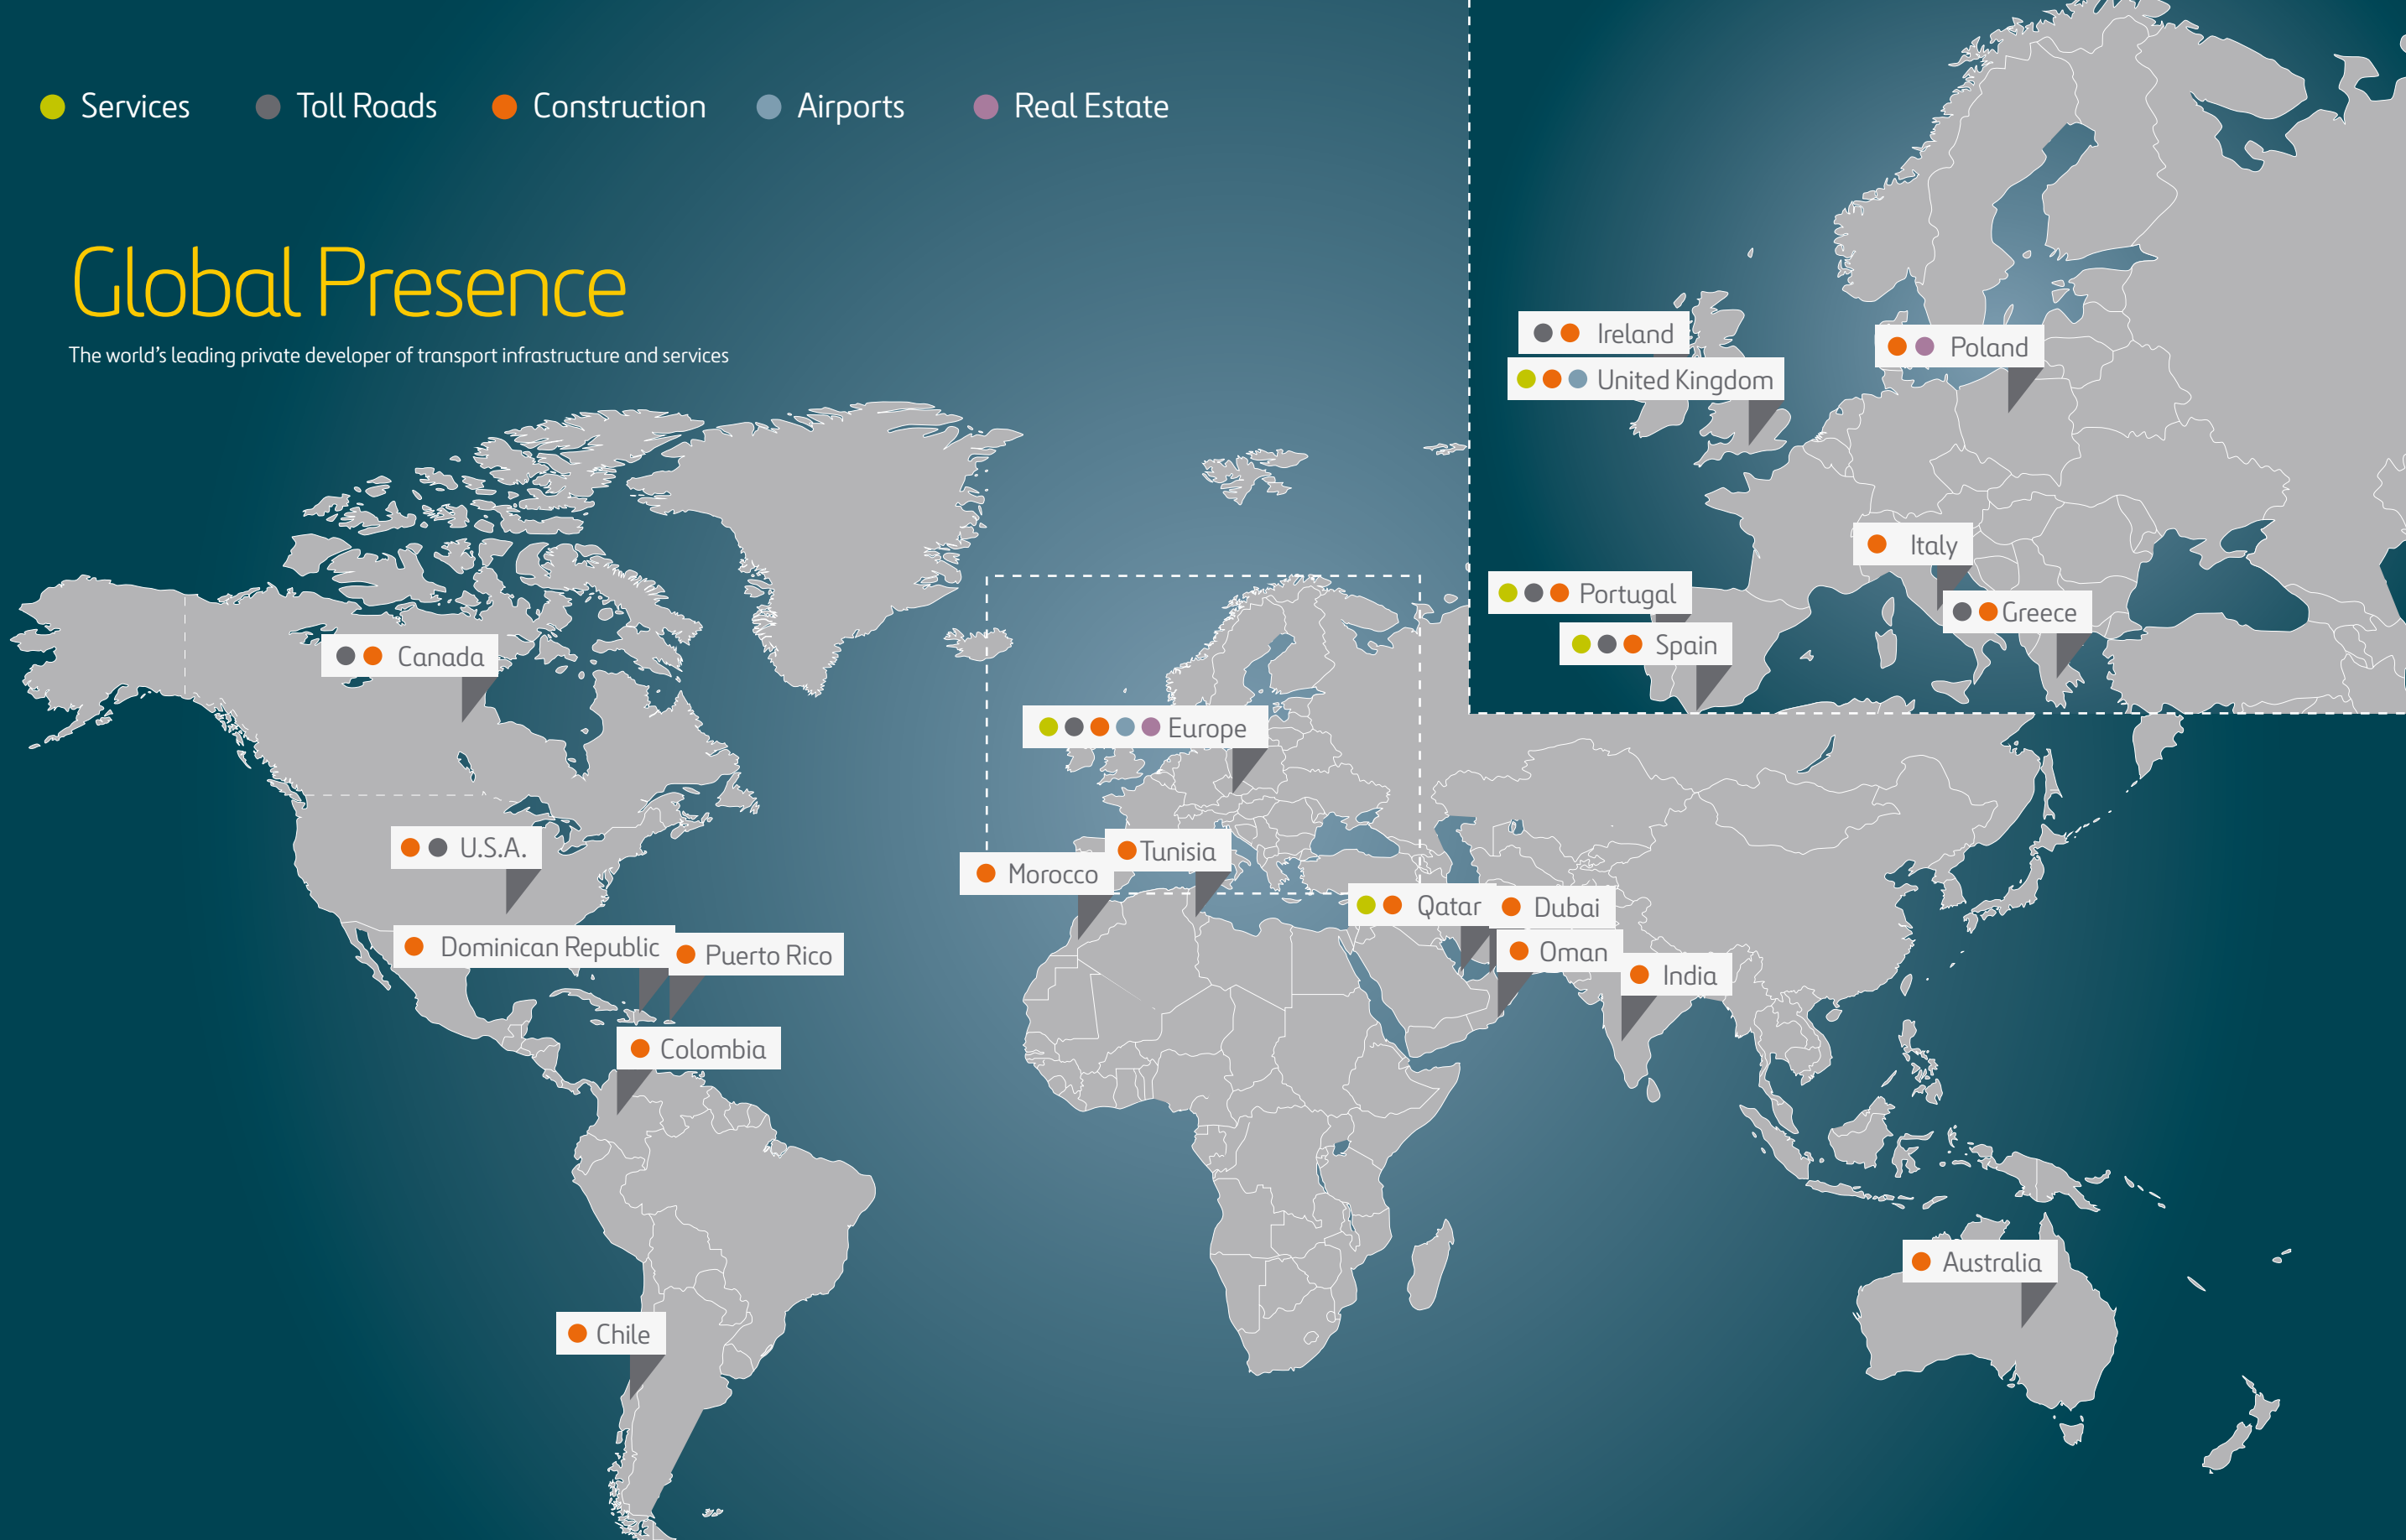 Services
Toll Roads
Construction
Airports
Real Estate
Global Presence
The world's leading private developer of transport infrastructure and services
Ireland
United Kingdom
Poland
Italy
Portugal
Greece
Spain
Canada
Europe
U.S.A.
Tunisia
Morocco
Qatar
Dubai
Dominican Republic
Puerto Rico
Oman
India
Colombia
Australia
Chile